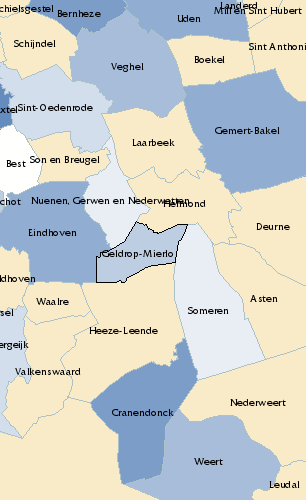 chielsgestel
Bernheze
Landerd
Mill en Sint Hubert
Uden
Schijndel
Sint Anthoni
Boekel
Veghel
Sint-Oedenrode
xtel
Gemert-Bakel
Laarbeek
Best
Son en Breugel
Nuenen, Gerwen en Nederwetten
Helmond
chot
Deurne
Eindhoven
Geldrop-Mierlo
ldhoven
Waalre
Asten
Someren
sel
Heeze-Leende
ergeijk
Valkenswaard
Nederweert
Cranendonck
Weert
Leudal